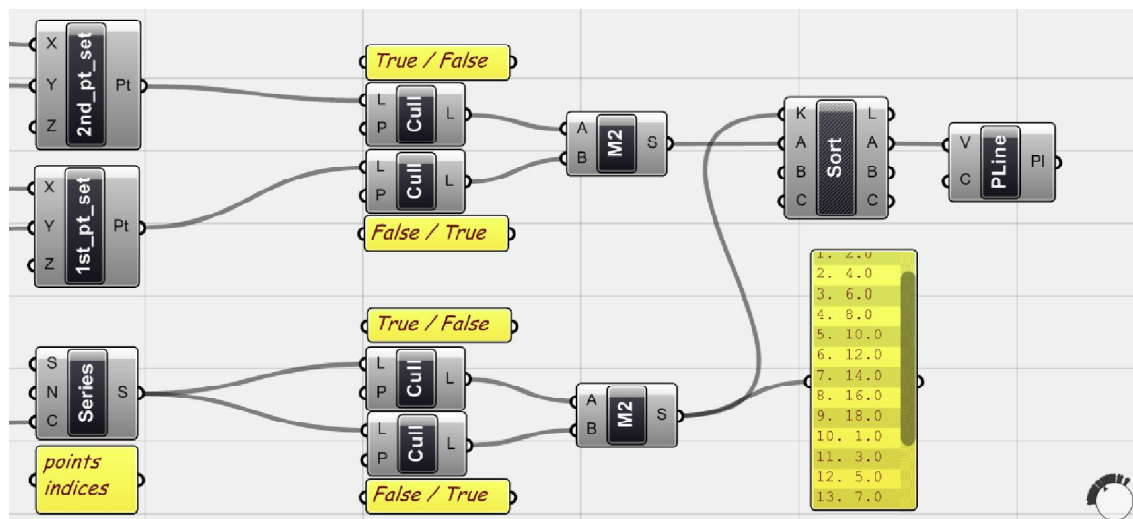 X
Y
Z
2nd_pt_set
Pt
X
Y
Z
1st_pt_set
Pt
True / False
L
P
Cull
L
L
P
Cull
L
False / True
A
B
M2
S
K
A
B
C
Sort
L
A
B
C
V
C
PLine
Pl
S
N
C
Series
S
points
indices
True / False
L
P
Cull
L
L
P
Cull
L
False / True
A
B
M2
S
1. 2.0
2. 4.0
3. 6.0
4. 8.0
5. 10.0
6. 12.0
7. 14.0
8. 16.0
9. 18.0
10. 1.0
11. 3.0
12. 5.0
13. 7.0